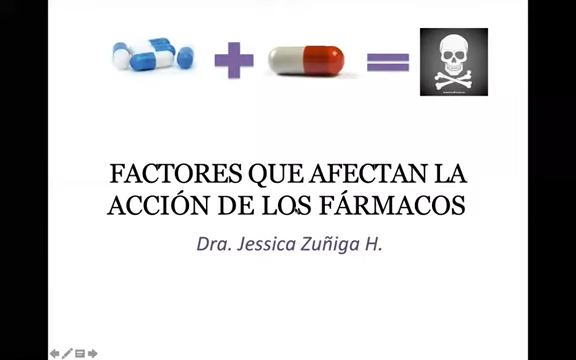 FACTORES QUE AFECTAN LA
ACCIÓN DE LOS FÁRMACOS
Dra. Jessica Zuñiga H.